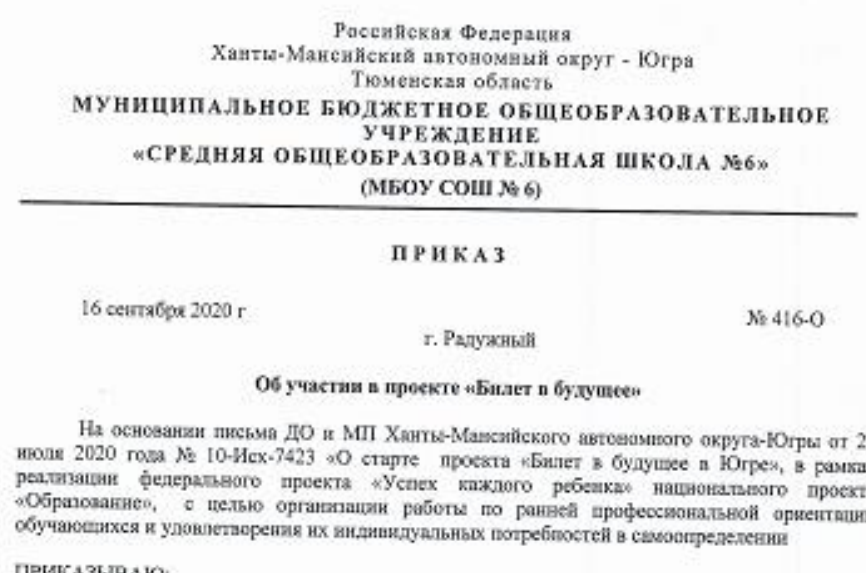 Российская Федерация
Ханты-Мансийский автономный округ - Югра
Тюменская область
МУНИЦИПАЛЬНОЕ БЮДЖЕТНОЕ ОБЩЕОБРАЗОВАТЕЛЬНОЕ
УЧРЕЖДЕНИЕ
«СРЕДНЯЯ ОБЩЕОБРАЗОВАТЕЛЬНАЯ ШКОЛА №6»
(МБОУ СОШ № 6)
ПРИКАЗ
16 сентября 2020 г
№ 416-О
г. Радужный
Об участии в проекте «Билет в будущее»
На основании письма ДО и МП Ханты-Мансийского автономного округа-Югры от 2
июля 2020 года № 10-Исх-7423 «О старте проекта «Билет в будущее в Югре», в рамка
реализации федерального проекта «Успех каждого ребенка» национального проект
«Образование», с целью организации работы по ранней профессиональной ориентаци
обучающихся и удовлетворения их индивидуальных потребностей в самоопределении
ПРИКАЗЫВАЮ: